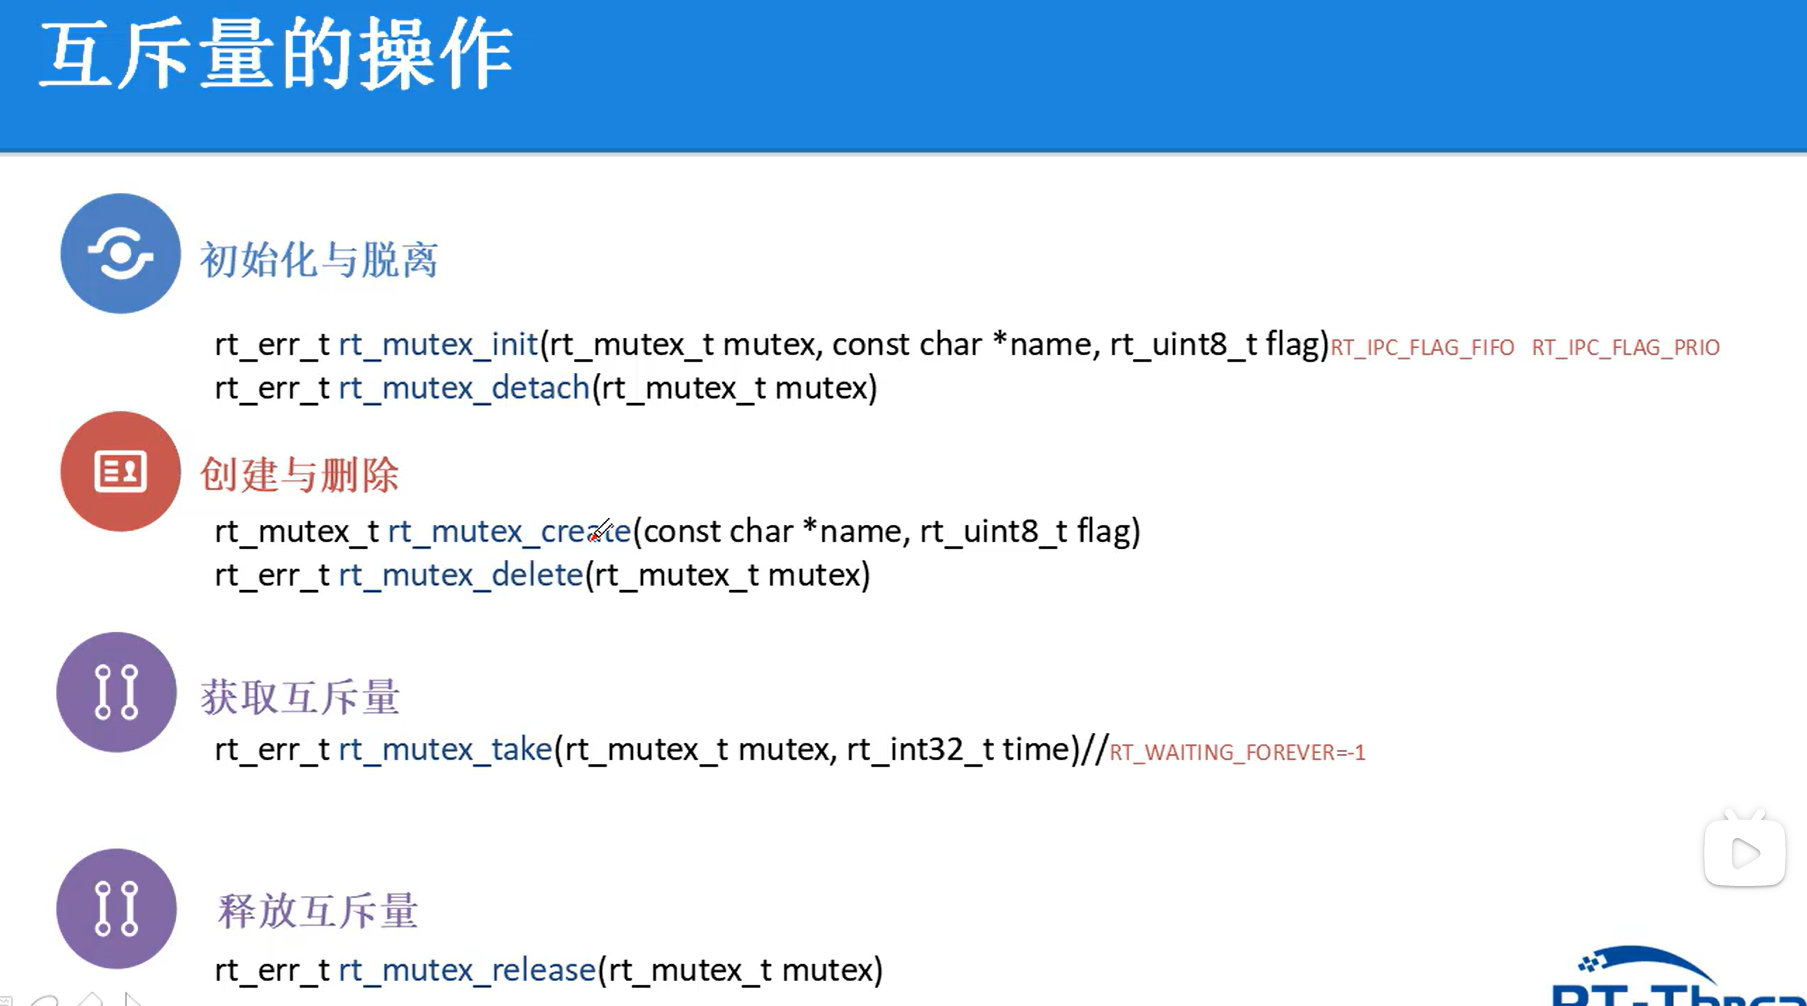 互斥量的操作
初始化与脱离
rt_err_t rt_mutex_init(rt_mutex_t mutex, const char *name, rt_uint8_t flag)RT_IPC_FLAG_FIFO RT_IPC_FLAG_PRIO
rt_err_t rt_mutex_detach(rt_mutex_t mutex)
创建与删除
rt_mutex_t rt_mutex_create(const char *name, rt_uint8_t flag)
rt_err_t rt_mutex_delete(rt_mutex_t mutex)
获取互斥量
rt_err_t rt_mutex_take(rt_mutex_t mutex, rt_int32_t time)//RT_WAITING_FOREVER=-1
释放互斥量
rt_err_t rt_mutex_release(rt_mutex_t mutex)